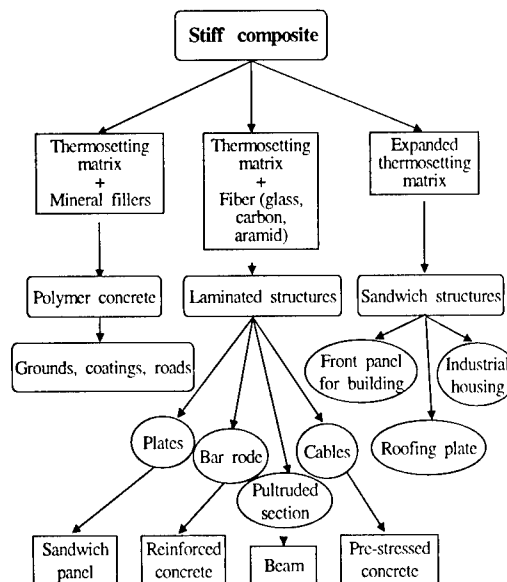 Stiff composite
Thermosetting
matrix
+
Mineral fillers
Thermosetting
matrix
+
Fiber (glass,
carbon,
aramid)
Expanded
thermosetting
matrix
Polymer concrete
Laminated structures
Sandwich structures
Grounds, coatings, roads
Front panel
for building
Industrial
housing
Plates
Bar rode
Cables
Roofing plate
Pultruded
section
Sandwich
panel
Reinforced
concrete
Beam
Pre-stressed
concrete